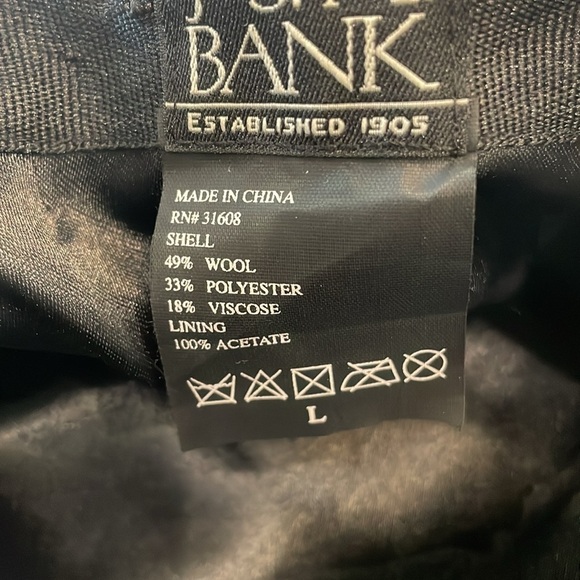 BANK
ESTABLISHED 1905
MADE IN CHINA
RN# 31608
SHELL
49% WOOL
33% POLYESTER
18% VISCOSE
LINING
100% ACETATE
L